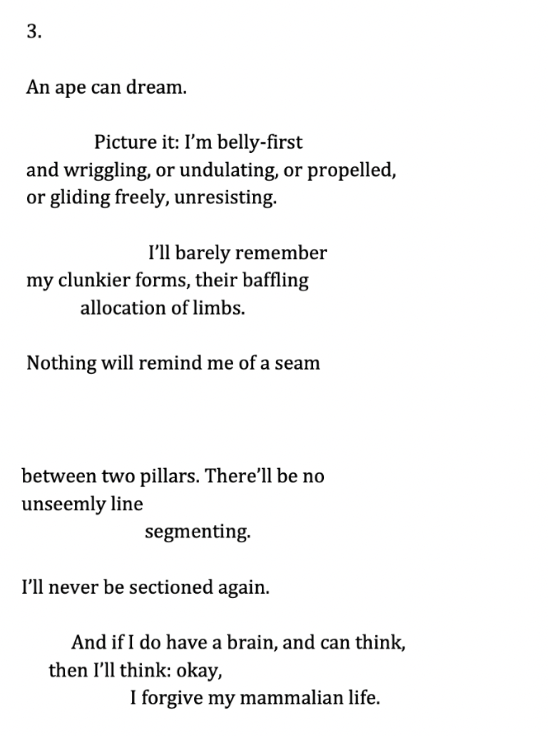 3.
An ape can dream.
Picture it: I'm belly-first
and wriggling, or undulating, or propelled,
or gliding freely, unresisting.
I'll barely remember
my clunkier forms, their baffling
allocation of limbs.
Nothing will remind me of a seam
between two pillars. There'll be no
unseemly line
segmenting.
I'll never be sectioned again.
And if I do have a brain, and can think,
then I'll think: okay,
I forgive my mammalian life.